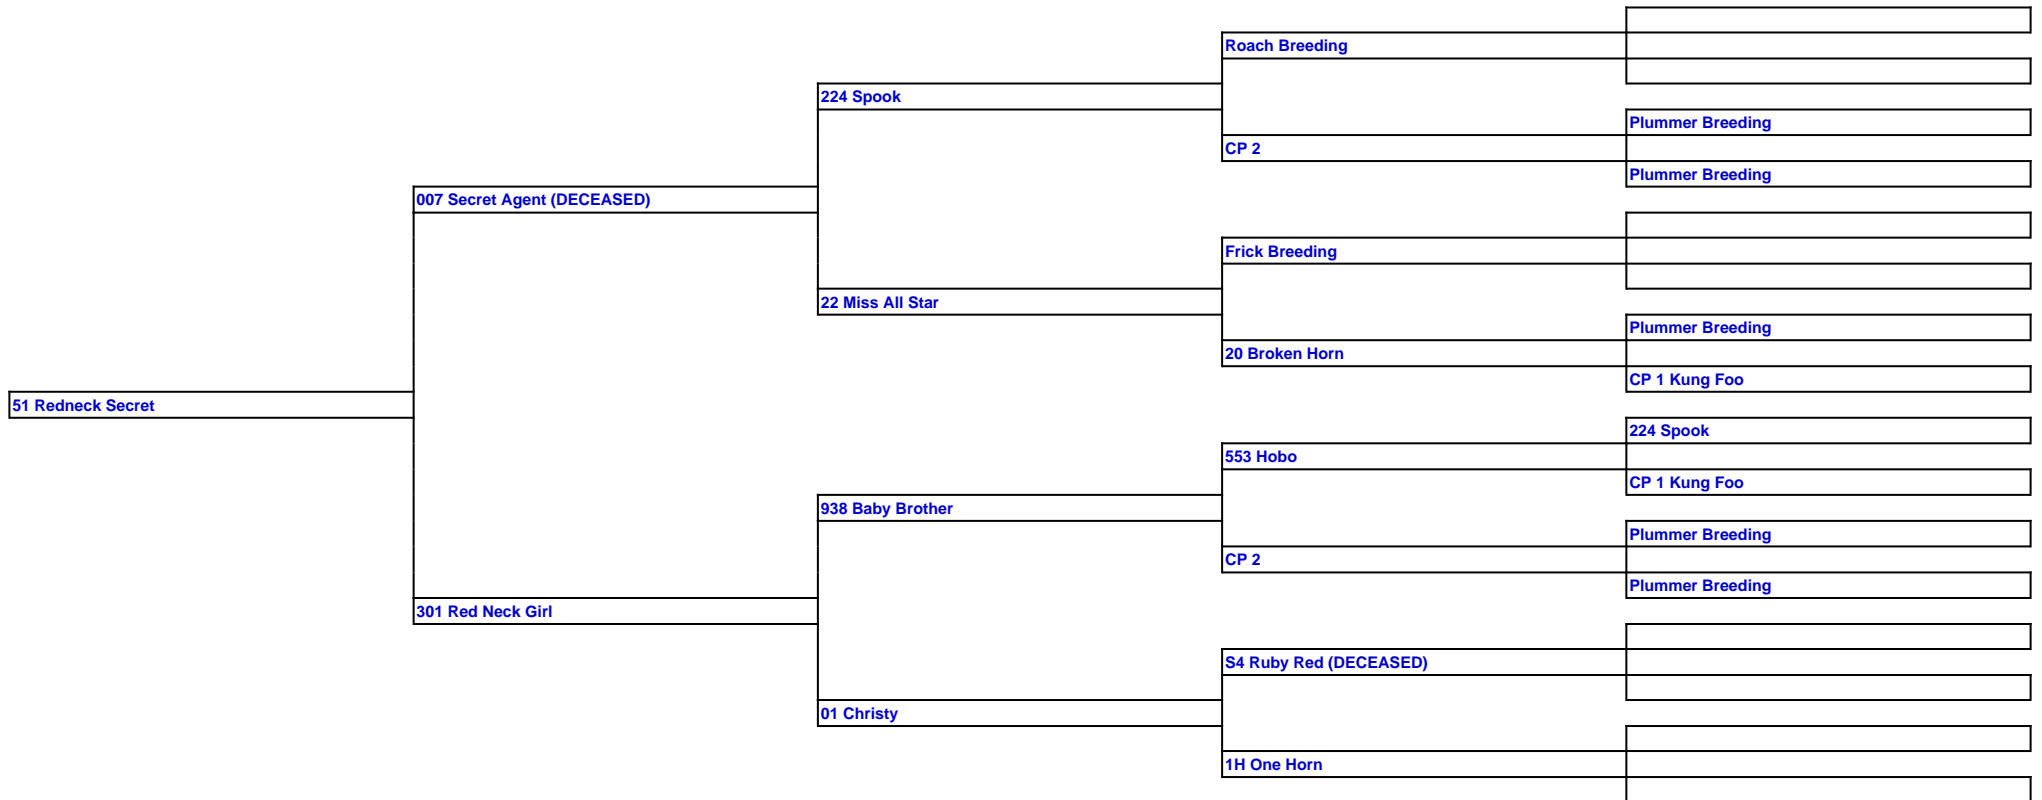 Roach Breeding
224 Spook
Plummer Breeding
CP 2
Plummer Breeding
007 Secret Agent (DECEASED)
Frick Breeding
22 Miss All Star
Plummer Breeding
20 Broken Horn
CP 1 Kung Foo
51 Redneck Secret
224 Spook
553 Hobo
CP 1 Kung Foo
938 Baby Brother
Plummer Breeding
CP 2
Plummer Breeding
301 Red Neck Girl
S4 Ruby Red (DECEASED)
01 Christy
1H One Horn